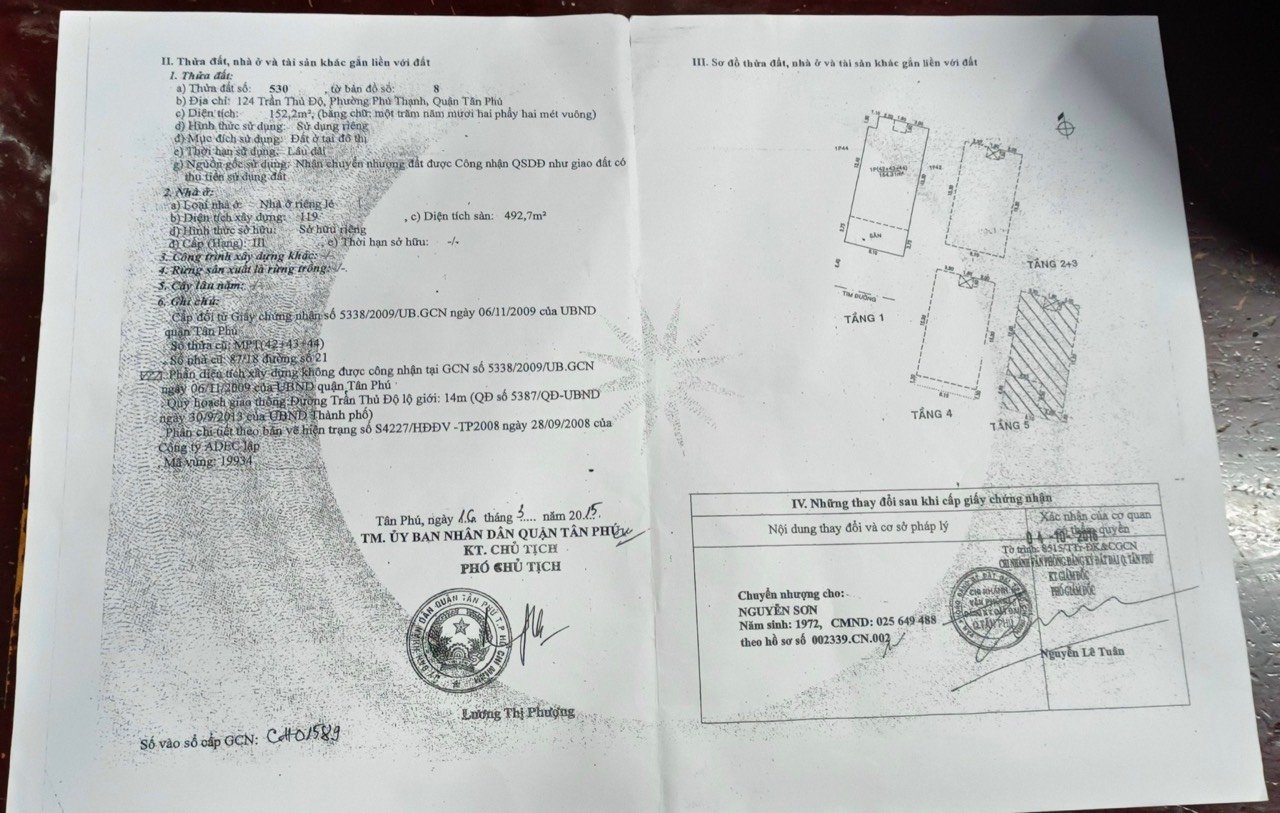 II. Thửa đất, nhà ở và tài sản khác gắn liền với đất
1. Thửa đất:
a) Thửa đất số: 530 , tờ bản đồ số: 8
b) Địa chỉ: 124 Trần Thủ Độ, Phường Phú Thạnh, Quận Tân Phú
c) Diện tích: 152,2m², (bằng chữ: một trăm năm mươi hai phẩy hai mét vuông)
d) Hình thức sử dụng: Sử dụng riêng
đ) Mục đích sử dụng: Đất ở tại đô thị
e) Thời hạn sử dụng: Lâu dài
g) Nguồn gốc sử dụng: Nhận chuyển nhượng đất được Công nhận QSDĐ như giao đất có
thu tiền sử dụng đất
2. Nhà ở:
a) Loại nhà ở: Nhà ở riêng lẻ
b) Diện tích xây dựng: 119 , c) Diện tích sàn: 492,7m²
d) Hình thức sở hữu: Sở hữu riêng
đ) Cấp (Hạng): III , e) Thời hạn sở hữu: -/-
3. Công trình xây dựng khác: -/-
4. Rừng sản xuất là rừng trồng: -/-
5. Cây lâu năm:
6. Ghi chú:
Cấp đổi từ Giấy chứng nhận số 5338/2009/UB.GCN ngày 06/11/2009 của UBND
quận Tân Phú
Số thửa cũ: MPT(42+43+44)
Số nhà cũ: 87/18 đường số 21
Phần diện tích xây dựng không được công nhận tại GCN số 5338/2009/UB.GCN
ngày 06/11/2009 của UBND quận Tân Phú
Quy hoạch giao thông: Đường Trần Thủ Độ lộ giới: 14m (QĐ số 5387/QĐ-UBND
ngày 30/9/2013 của UBND Thành phố)
Phần chi tiết theo bản vẽ hiện trạng số S4227/HĐĐV -TP2008 ngày 28/09/2008 của
Công ty ADEC lập
Mã vùng: 19934
Tân Phú, ngày 16 tháng 3 năm 2015
TM. ỦY BAN NHÂN DÂN QUẬN TÂN PHÚ
KT. CHỦ TỊCH
PHÓ CHỦ TỊCH
Lương Thị Phượng
Số vào sổ cấp GCN: CH01589
III. Sơ đồ thửa đất, nhà ở và tài sản khác gắn liền với đất
1P44
1P42
SÂN
6.10
TIM ĐƯỜNG
TẦNG 1
TẦNG 2+3
TẦNG 4
TẦNG 5
IV. Những thay đổi sau khi cấp giấy chứng nhận
Nội dung thay đổi và cơ sở pháp lý
Xác nhận của cơ quan
có thẩm quyền
Chuyển nhượng cho:
NGUYỄN SƠN
Năm sinh: 1972, CMND: 025 649 488
theo hồ sơ số 002339.CN.002
CHI NHÁNH VĂN PHÒNG ĐĂNG KÝ ĐẤT ĐAI Q. TÂN PHÚ
KT GIÁM ĐỐC
PHÓ GIÁM ĐỐC
Nguyễn Lê Tuân